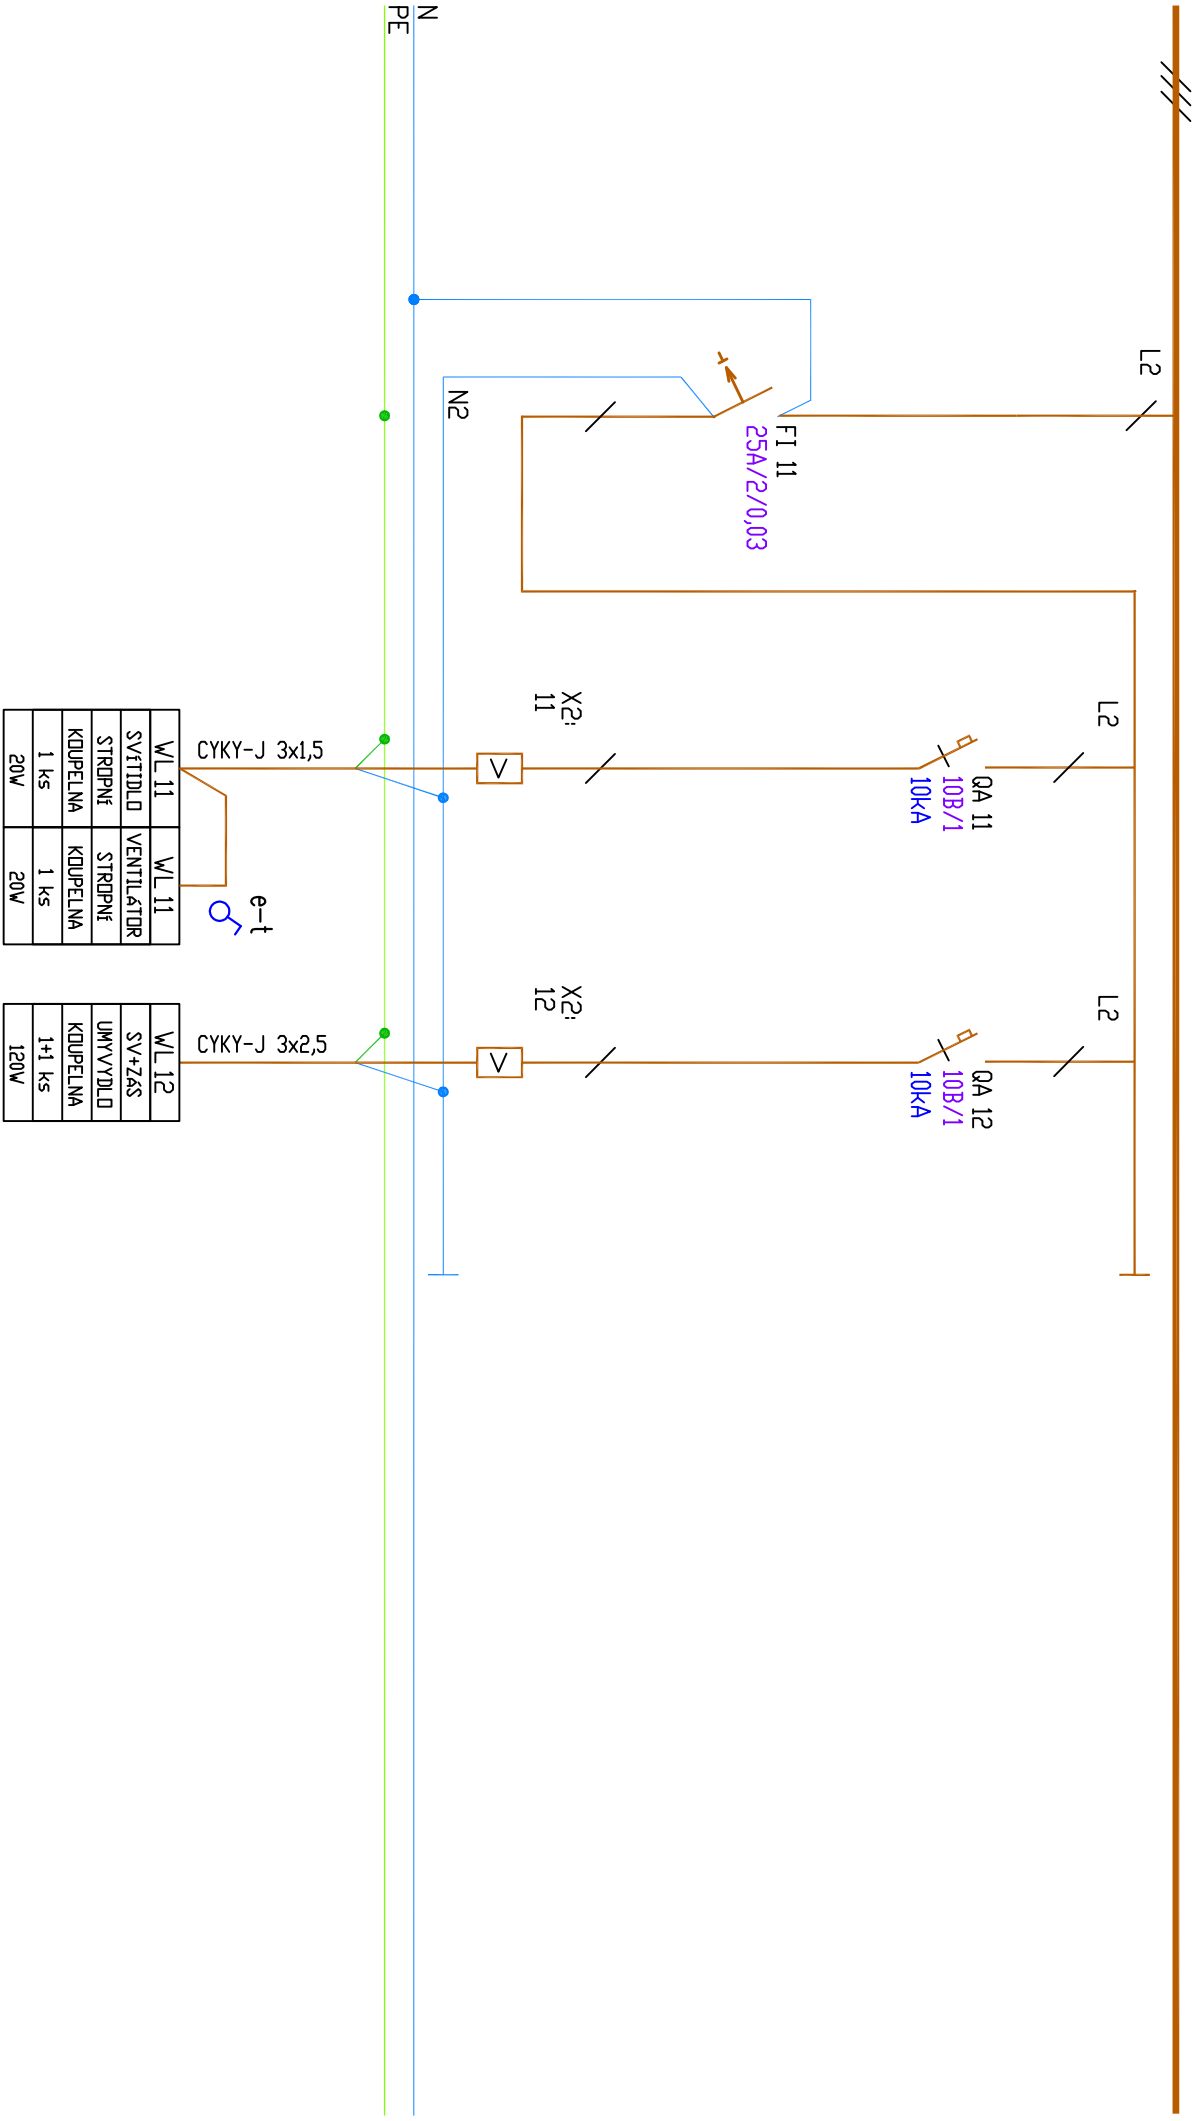 L2
FI 11
25A/2/0,03
N2
N
PE
L2
QA 11
10B/1
10kA
X2:
11
CYKY-J 3x1,5
L2
QA 12
10B/1
10kA
X2:
12
CYKY-J 3x2,5
e-t
WL 11
SVÍTIDLO
STROPNÍ
KOUPELNA
1 ks
20W
WL 11
VENTILÁTOR
STROPNÍ
KOUPELNA
1 ks
20W
WL 12
SV+ZÁS
UMYVYDLO
KOUPELNA
1+1 ks
120W